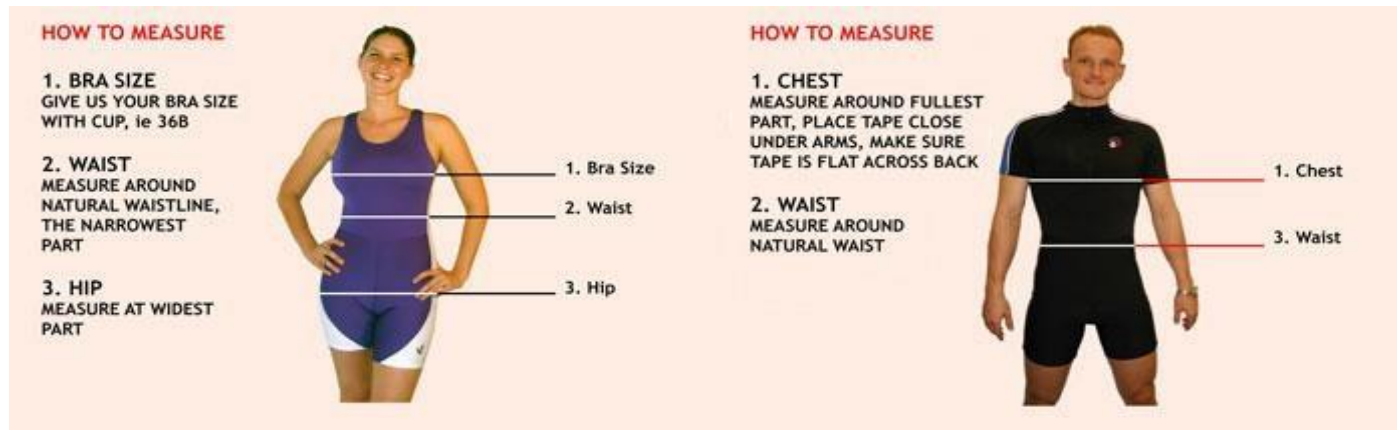 HOW TO MEASURE
1. BRA SIZE
GIVE US YOUR BRA SIZE
WITH CUP, ie 36B
2. WAIST
MEASURE AROUND
NATURAL WAISTLINE,
THE NARROWEST
PART
3. HIP
MEASURE AT WIDEST
PART
1. Bra Size
2. Waist
3. Hip
HOW TO MEASURE
1. CHEST
MEASURE AROUND FULLEST
PART, PLACE TAPE CLOSE
UNDER ARMS, MAKE SURE
TAPE IS FLAT ACROSS BACK
2. WAIST
MEASURE AROUND
NATURAL WAIST
1. Chest
3. Waist